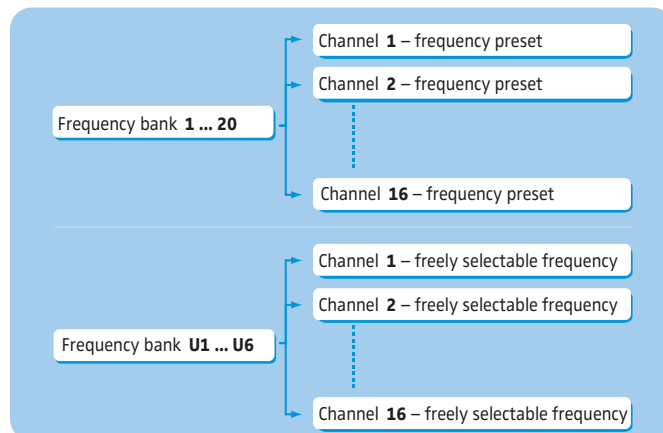 Channel 1 – frequency preset
Channel 2 – frequency preset
Frequency bank 1 ... 20
Channel 16 – frequency preset
Channel 1 – freely selectable frequency
Channel 2 – freely selectable frequency
Frequency bank U1 ... U6
Channel 16 – freely selectable frequency